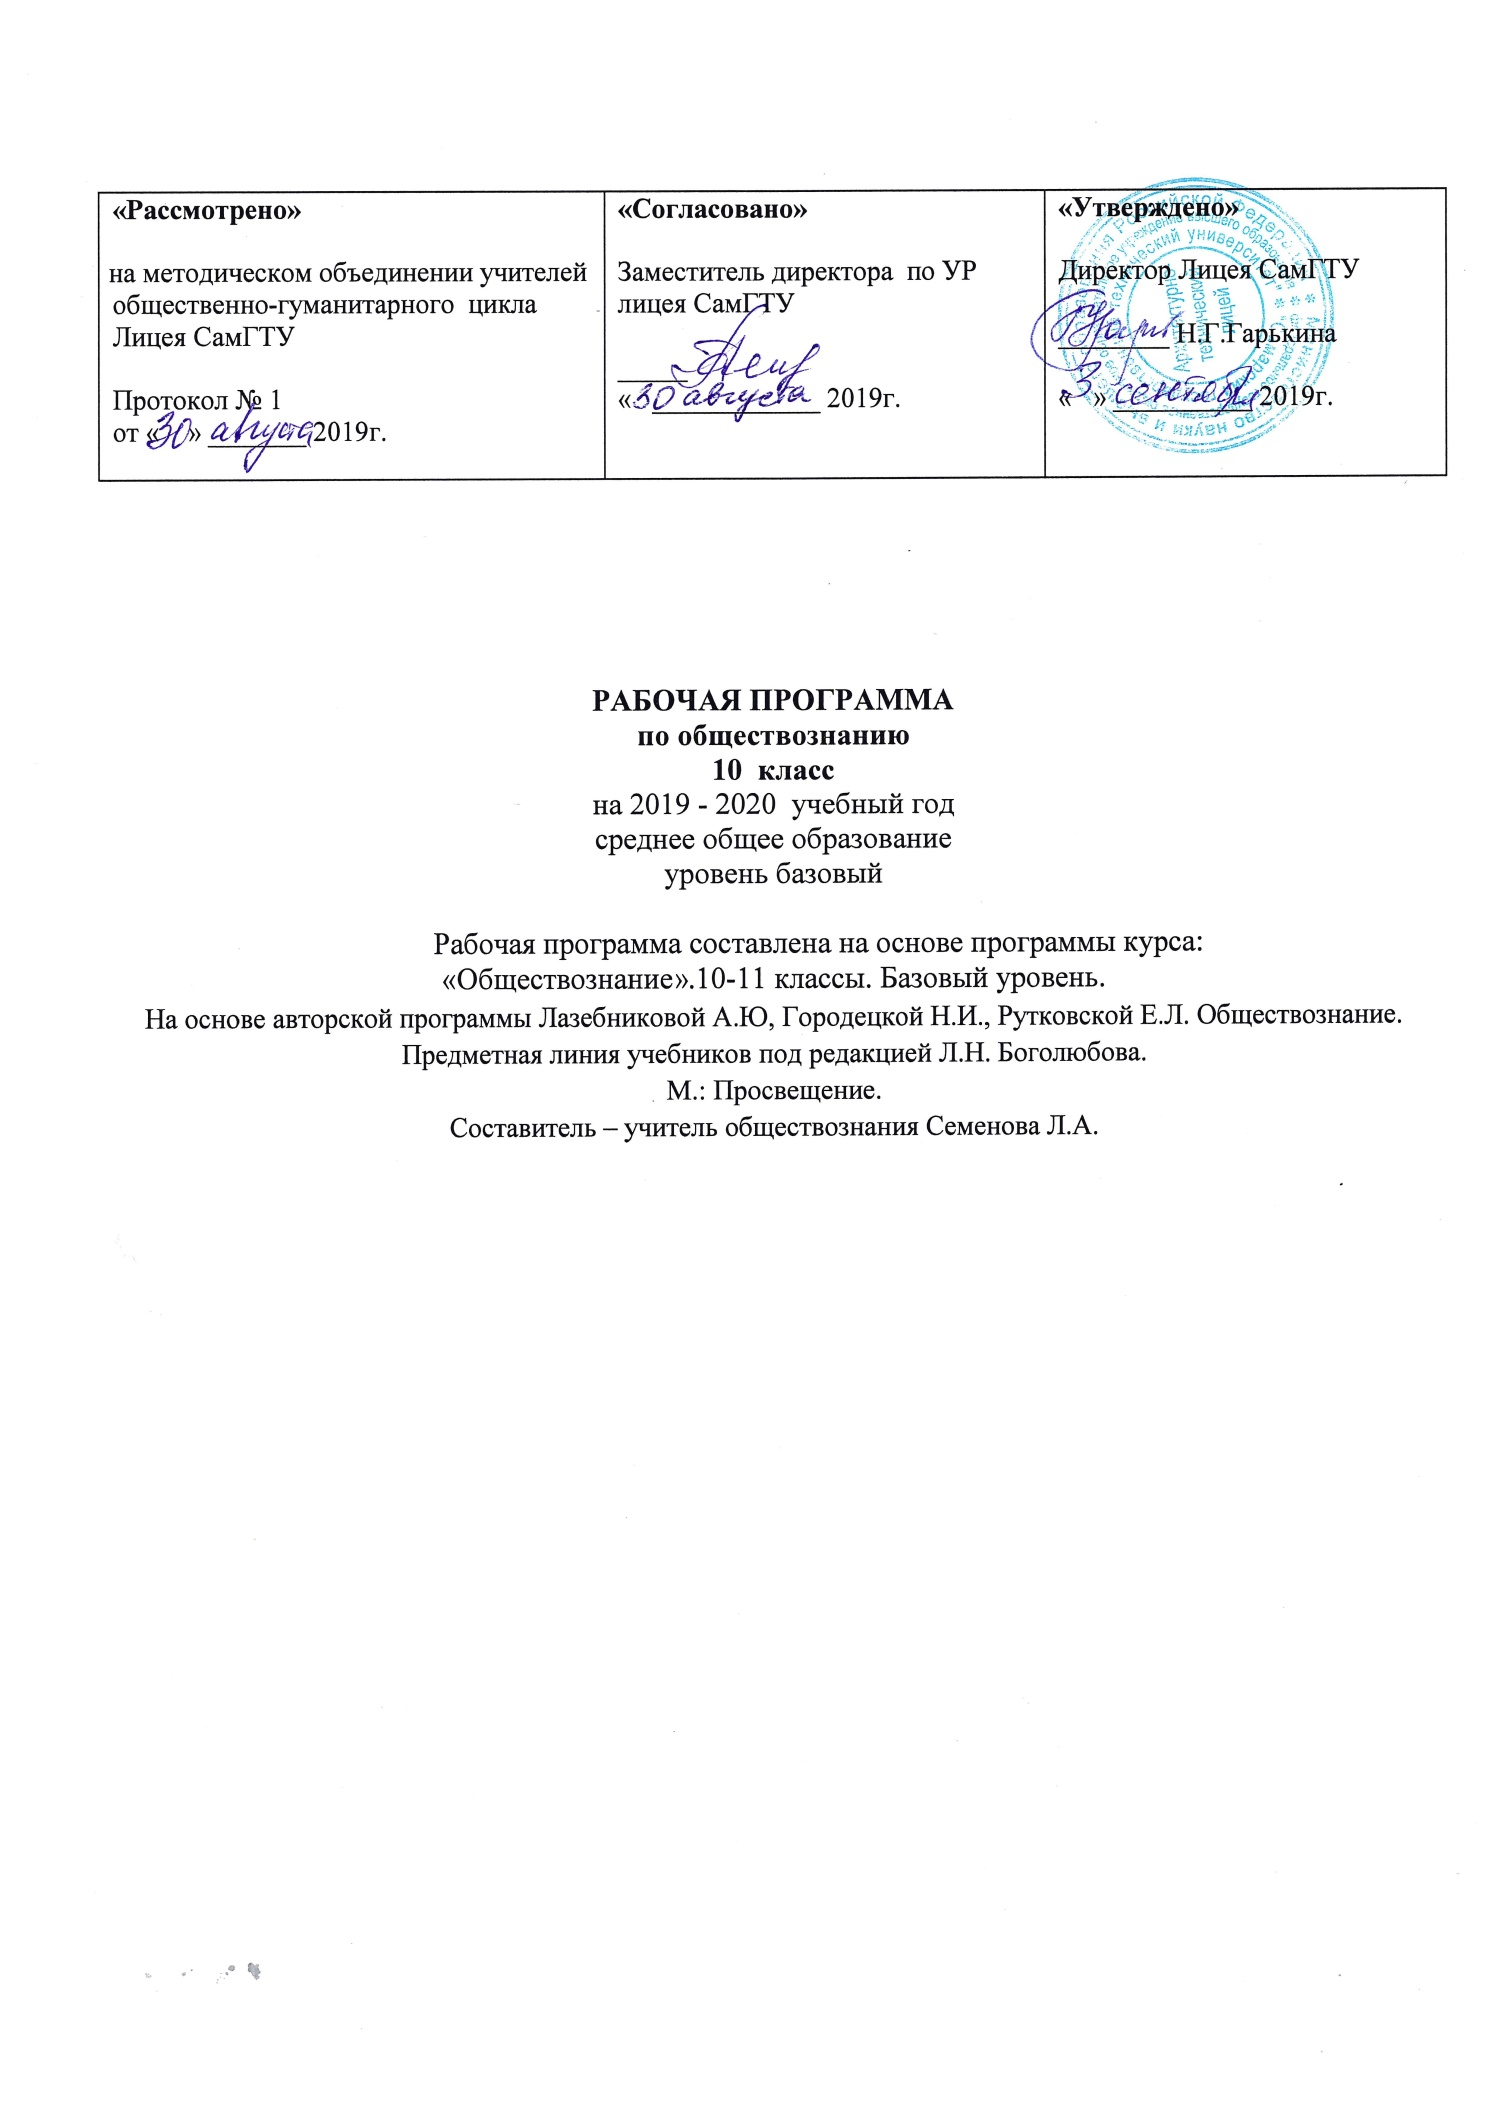 «Рассмотрено»
на методическом объединении учителей
общественно-гуманитарного цикла
Лицея СамГТУ
Протокол № 1
от «30» августа 2019г.
«Согласовано»
Заместитель директора по УР
лицея СамГТУ
«30 августа 2019г.
«Утверждено»
Директор Лицея СамГТУ
Н.Г.Гарькина
«3» сентября 2019г.
РАБОЧАЯ ПРОГРАММА
по обществознанию
10 класс
на 2019 - 2020 учебный год
среднее общее образование
уровень базовый
Рабочая программа составлена на основе программы курса:
«Обществознание».10-11 классы. Базовый уровень.
На основе авторской программы Лазебниковой А.Ю, Городецкой Н.И., Рутковской Е.Л. Обществознание.
Предметная линия учебников под редакцией Л.Н. Боголюбова.
М.: Просвещение.
Составитель – учитель обществознания Семенова Л.А.